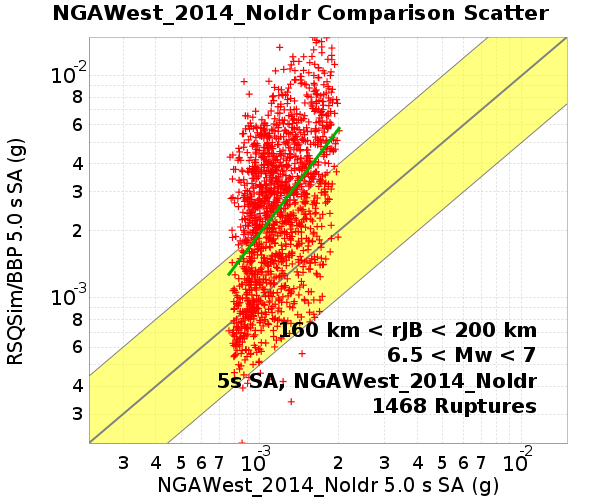 NGAWest_2014_NoIdr Comparison Scatter
RSQSim/BBP 5.0 s SA (g)
10-2
8
6
4
3
2
10-3
8
6
4
3
160 km < rJB < 200 km
6.5 < Mw < 7
5s SA, NGAWest_2014_NoIdr
1468 Ruptures
3 4 5 6 7 10-3 2 3 4 5 6 7 10-2
NGAWest_2014_NoIdr 5.0 s SA (g)